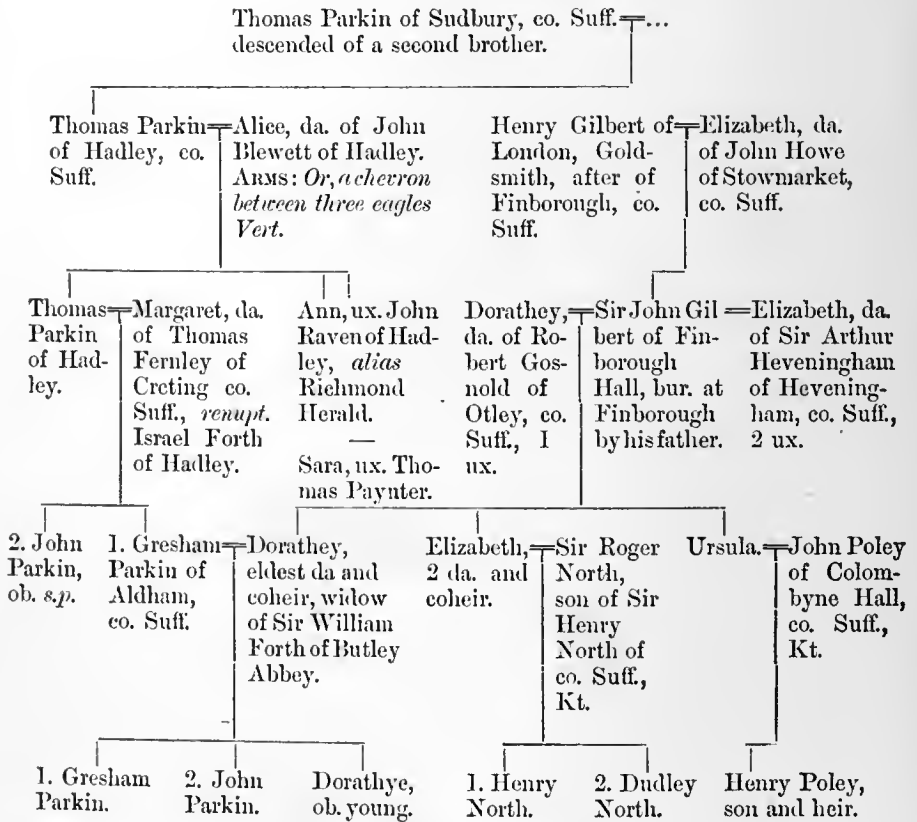 Thomas Parkin of Sudbury, co. Suff.=...
descended of a second brother.
Thomas Parkin=
of Hadley, co.
Suff.
Alice, da. of John
Blewett of Hadley.
ARMS: Or, a chevron
between three eagles
Vert.
Henry Gilbert of=
London, Gold-
smith, after of
Finborough, co.
Suff.
Elizabeth, da.
of John Howe
of Stowmarket,
co. Suff.
Thomas=
Parkin
of Had-
ley.
Margaret, da.
of Thomas
Fernley of
Creting co.
Suff., renupt.
Israel Forth
of Hadley.
Ann, ux. John
Raven of Had-
ley, alias
Richmond
Herald.
—
Sara, ux. Tho-
mas Paynter.
Dorathey,=
da. of Ro-
bert Gos-
nold of
Otley, co.
Suff., 1
ux.
Sir John Gil
bert of Fin-
borough
Hall, bur. at
Finborough
by his father.
=Elizabeth, da.
of Sir Arthur
Heveningham
of Hevening-
ham, co. Suff.,
2 ux.
2. John
Parkin,
ob. s.p.
1. Gresham=
Parkin of
Aldham,
co. Suff.
Dorathey,
eldest da and
coheir, widow
of Sir William
Forth of Butley
Abbey.
Elizabeth,=
2 da. and
coheir.
Sir Roger
North,
son of Sir
Henry
North of
co. Suff.,
Kt.
Ursula.=
John Poley
of Colom-
byne Hall,
co. Suff.,
Kt.
1. Gresham
Parkin.
2. John
Parkin.
Dorathye,
ob. young.
1. Henry
North.
2. Dudley
North.
Henry Poley,
son and heir.